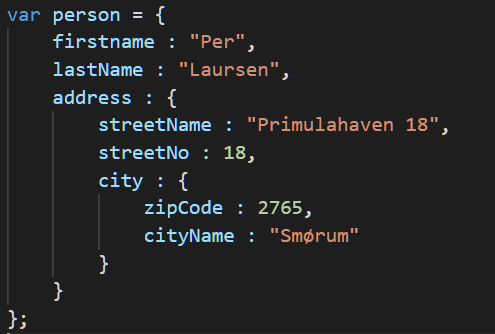 var person = {
    firstname : "Per",
    lastName : "Laursen",
    address : {
        streetName : "Primulahaven 18",
        streetNo : 18,
        city : {
            zipCode : 2765,
            cityName : "Smørum"
        }
    }
};